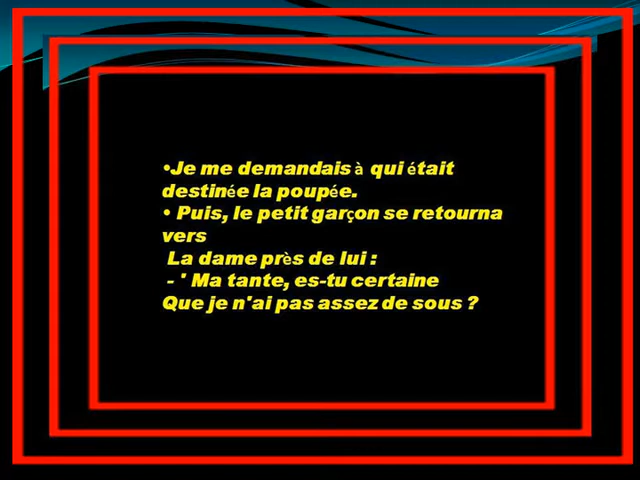 •Je me demandais à qui était
destinée la poupée.
• Puis, le petit garçon se retourna
vers
La dame près de lui :
- ' Ma tante, es-tu certaine
Que je n'ai pas assez de sous ?